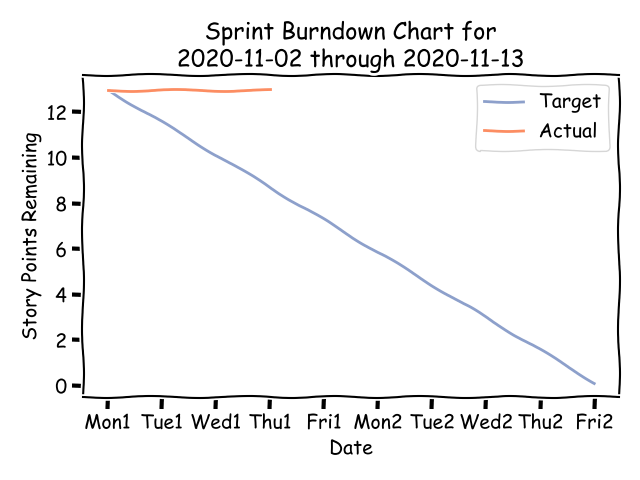 Sprint Burndown Chart for
2020-11-02 through 2020-11-13
Target
Actual
Story Points Remaining
12
10
8
6
4
2
0
Mon1 Tue1 Wed1 Thu1 Fri1 Mon2 Tue2 Wed2 Thu2 Fri2
Date